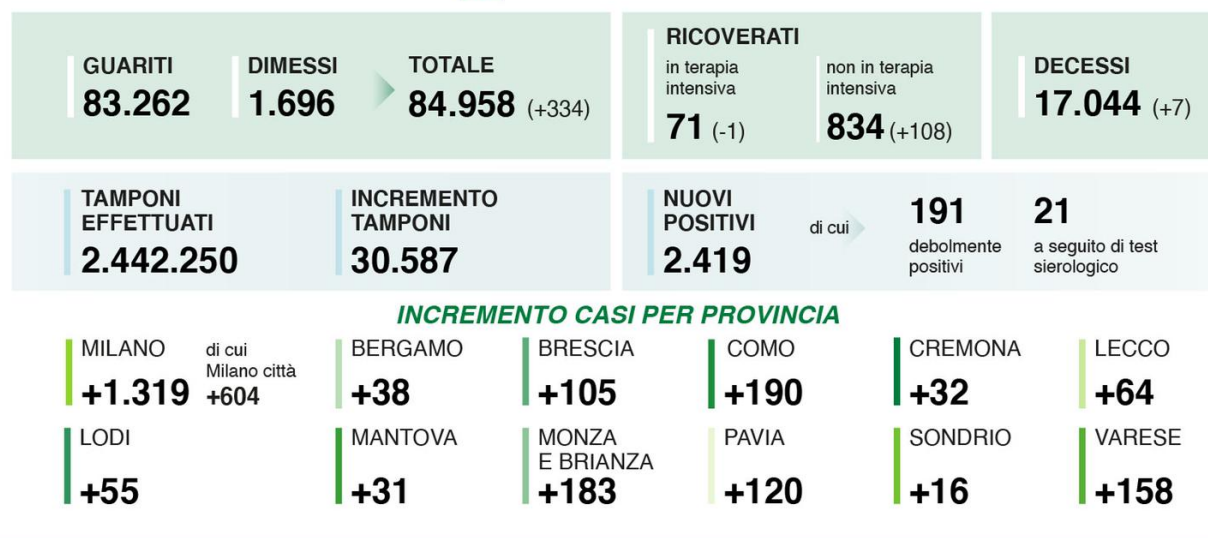 GUARITI
83.262
DIMESSI
1.696
TOTALE
84.958 (+334)
RICOVERATI
in terapia
intensiva
71 (-1)
non in terapia
intensiva
834 (+108)
DECESSI
17.044 (+7)
TAMPONI
EFFETTUATI
2.442.250
INCREMENTO
TAMPONI
30.587
NUOVI
POSITIVI
2.419
di cui
191
debolmente
positivi
21
a seguito di test
sierologico
INCREMENTO CASI PER PROVINCIA
MILANO
+1.319
di cui
Milano città
+604
BERGAMO
+38
BRESCIA
+105
COMO
+190
CREMONA
+32
LECCO
+64
LODI
+55
MANTOVA
+31
MONZA
E BRIANZA
+183
PAVIA
+120
SONDRIO
+16
VARESE
+158